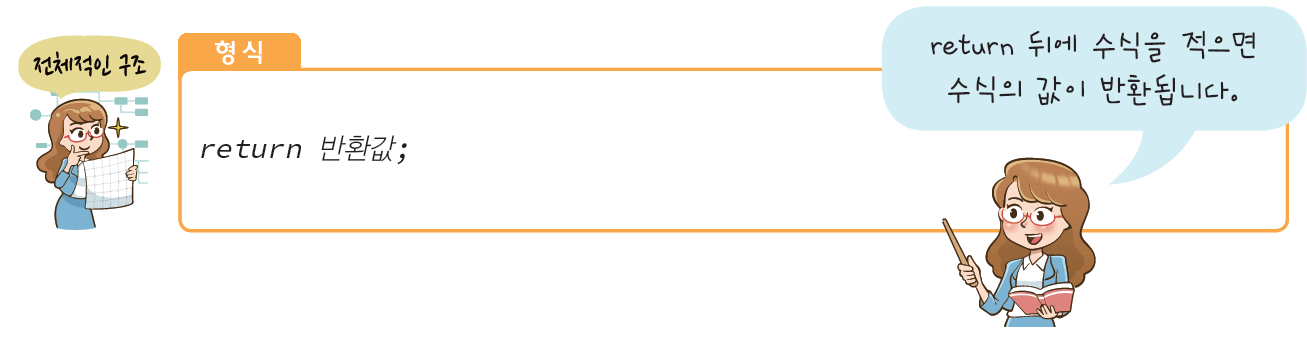 전체적인 구조
형식
return 뒤에 수식을 적으면
수식의 값이 반환됩니다.
return 반환값;